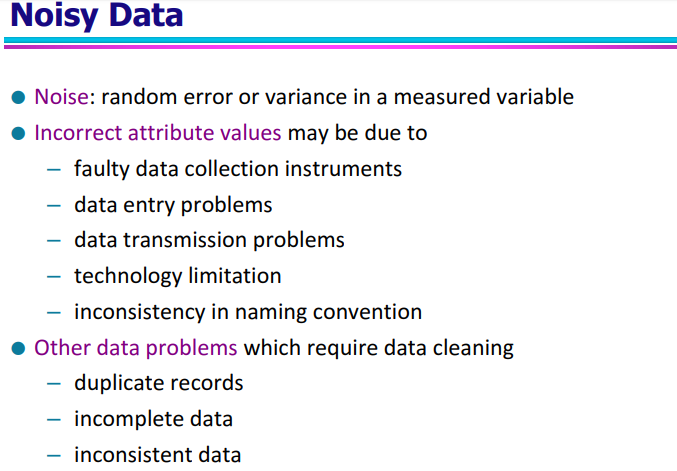 Noisy Data
● Noise: random error or variance in a measured variable
● Incorrect attribute values may be due to
– faulty data collection instruments
– data entry problems
– data transmission problems
– technology limitation
– inconsistency in naming convention
● Other data problems which require data cleaning
– duplicate records
– incomplete data
– inconsistent data